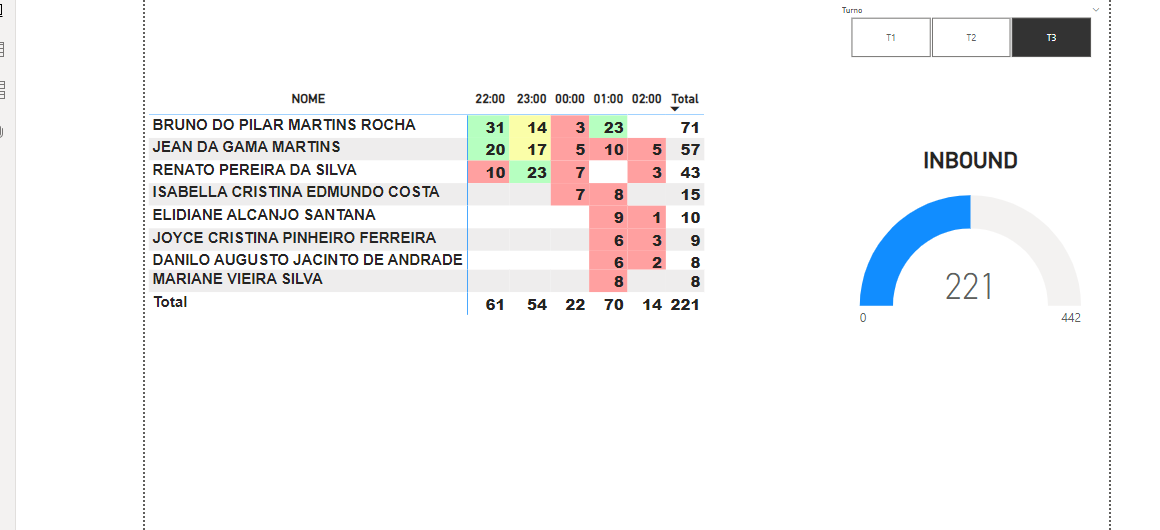 Turno
T1 T2 T3
NOME 22:00 23:00 00:00 01:00 02:00 Total
BRUNO DO PILAR MARTINS ROCHA 31 14 3 23 71
JEAN DA GAMA MARTINS 20 17 5 10 5 57
RENATO PEREIRA DA SILVA 10 23 7 3 43
ISABELLA CRISTINA EDMUNDO COSTA 7 8 15
ELIDIANE ALCANJO SANTANA 9 1 10
JOYCE CRISTINA PINHEIRO FERREIRA 6 3 9
DANILO AUGUSTO JACINTO DE ANDRADE 6 2 8
MARIANE VIEIRA SILVA 8 8
Total 61 54 22 70 14 221
INBOUND
221
0 442